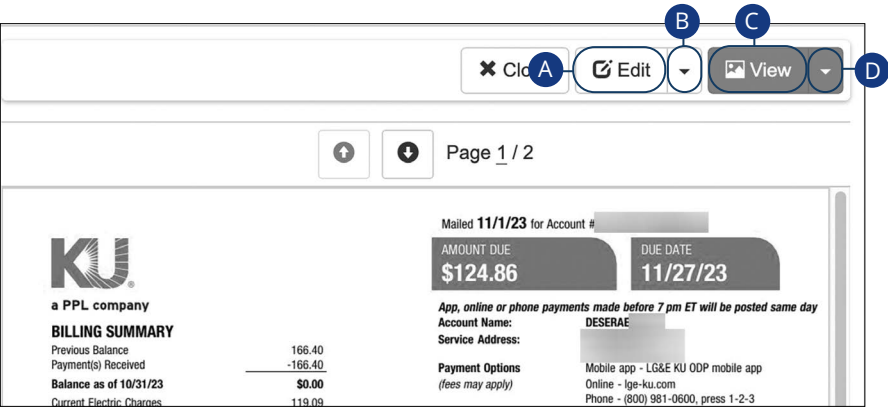 B C
Clo A Edit View D
Page 1 / 2
Mailed 11/1/23 for Account #
KU
a PPL company
AMOUNT DUE
$124.86
DUE DATE
11/27/23
App, online or phone payments made before 7 pm ET will be posted same day
Account Name: DESERAE
Service Address:
BILLING SUMMARY
Previous Balance 166.40
Payment(s) Received -166.40
Balance as of 10/31/23 $0.00
Current Electric Charges 119.09
Payment Options Mobile app - LG&E KU ODP mobile app
(fees may apply) Online - lge-ku.com
Phone - (800) 981-0600, press 1-2-3